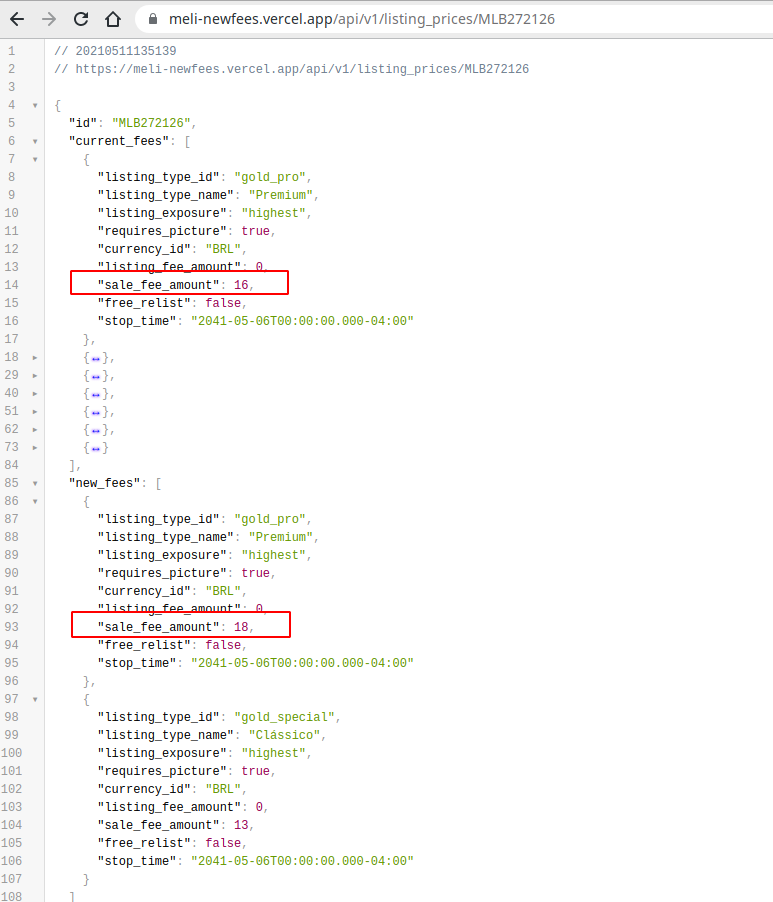 meli-newfees.vercel.app/api/v1/listing_prices/MLB272126
1 // 20210511135139
2 // https://meli-newfees.vercel.app/api/v1/listing_prices/MLB272126
3
4 {
5 "id": "MLB272126",
6 "current_fees": [
7 {
8 "listing_type_id": "gold_pro",
9 "listing_type_name": "Premium",
10 "listing_exposure": "highest",
11 "requires_picture": true,
12 "currency_id": "BRL",
13 "listing_fee_amount": 0,
14 "sale_fee_amount": 16,
15 "free_relist": false,
16 "stop_time": "2041-05-06T00:00:00.000-04:00"
17 },
18 {↔},
29 {↔},
40 {↔},
51 {↔},
62 {↔},
73 {↔}
84 ],
85 "new_fees": [
86 {
87 "listing_type_id": "gold_pro",
88 "listing_type_name": "Premium",
89 "listing_exposure": "highest",
90 "requires_picture": true,
91 "currency_id": "BRL",
92 "listing_fee_amount": 0,
93 "sale_fee_amount": 18,
94 "free_relist": false,
95 "stop_time": "2041-05-06T00:00:00.000-04:00"
96 },
97 {
98 "listing_type_id": "gold_special",
99 "listing_type_name": "Clássico",
100 "listing_exposure": "highest",
101 "requires_picture": true,
102 "currency_id": "BRL",
103 "listing_fee_amount": 0,
104 "sale_fee_amount": 13,
105 "free_relist": false,
106 "stop_time": "2041-05-06T00:00:00.000-04:00"
107 }
108 ]